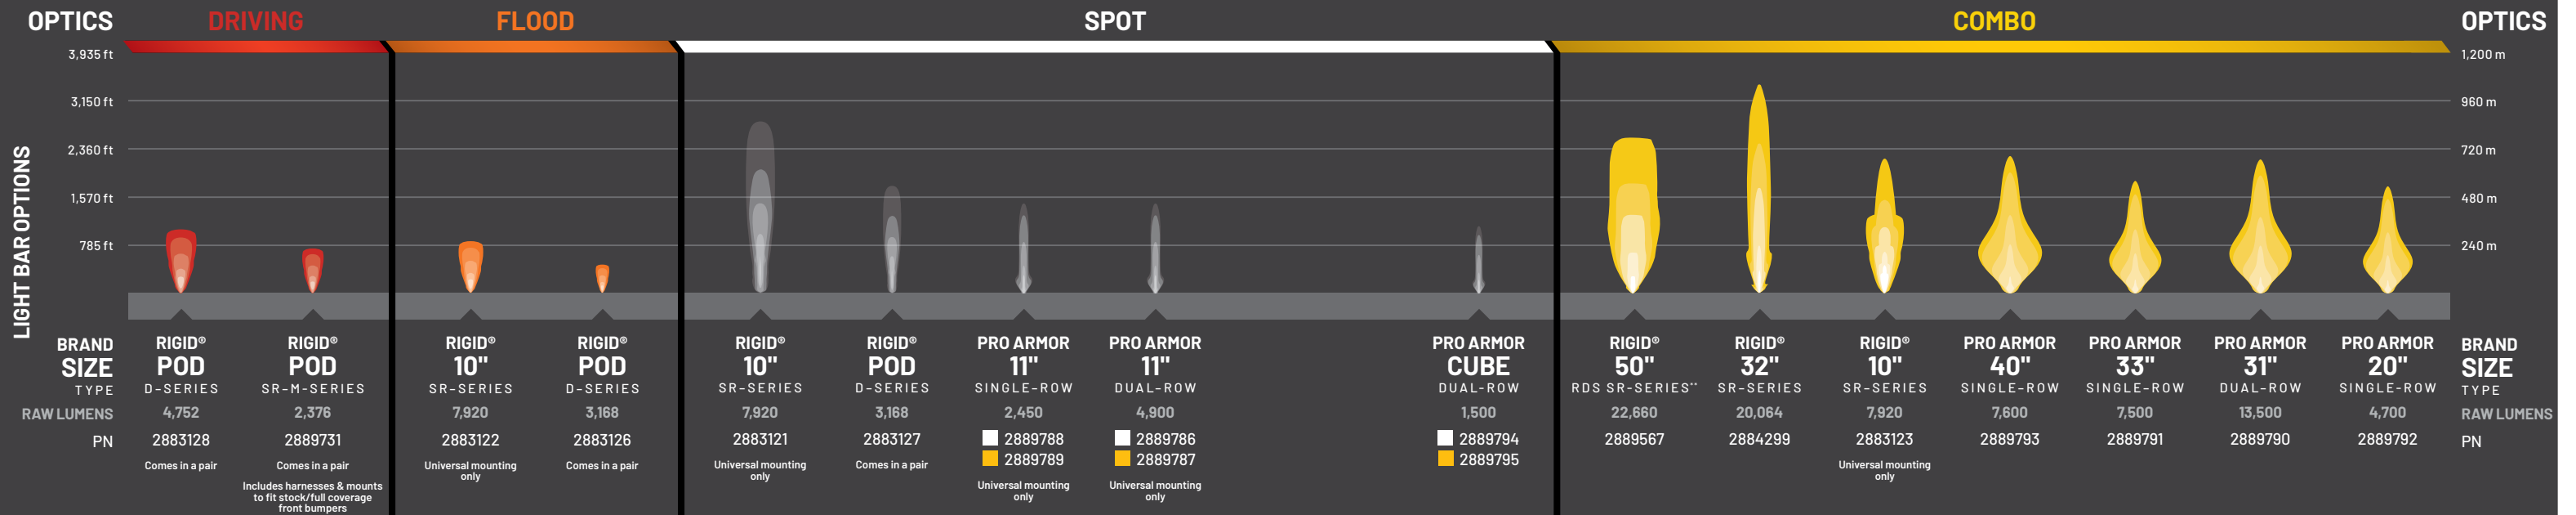 OPTICS DRIVING FLOOD SPOT COMBO OPTICS
3,935 ft 1,200 m
3,150 ft 960 m
2,360 ft 720 m
1,570 ft 480 m
785 ft 240 m
LIGHT BAR OPTIONS
BRAND RIGID® RIGID® RIGID® RIGID® RIGID® RIGID® PRO ARMOR PRO ARMOR PRO ARMOR RIGID® RIGID® RIGID® PRO ARMOR PRO ARMOR PRO ARMOR PRO ARMOR BRAND
SIZE POD POD 10" POD 10" POD 11" 11" CUBE 50" 32" 10" 40" 33" 31" 20" SIZE
TYPE D-SERIES SR-M-SERIES SR-SERIES D-SERIES SR-SERIES D-SERIES SINGLE-ROW DUAL-ROW DUAL-ROW RDS SR-SERIES** SR-SERIES SR-SERIES SINGLE-ROW SINGLE-ROW DUAL-ROW SINGLE-ROW TYPE
RAW LUMENS 4,752 2,376 7,920 3,168 7,920 3,168 2,450 4,900 1,500 22,660 20,064 7,920 7,600 7,500 13,500 4,700 RAW LUMENS
PN 2883128 2889731 2883122 2883126 2883121 2883127 2889788 2889786 2889794 2889567 2884299 2883123 2889793 2889791 2889790 2889792 PN
2889789 2889787 2889795
Comes in a pair Comes in a pair Universal mounting Comes in a pair Universal mounting Comes in a pair Universal mounting
only only only
Includes harnesses & mounts Universal mounting Universal mounting
to fit stock/full coverage only only
front bumpers